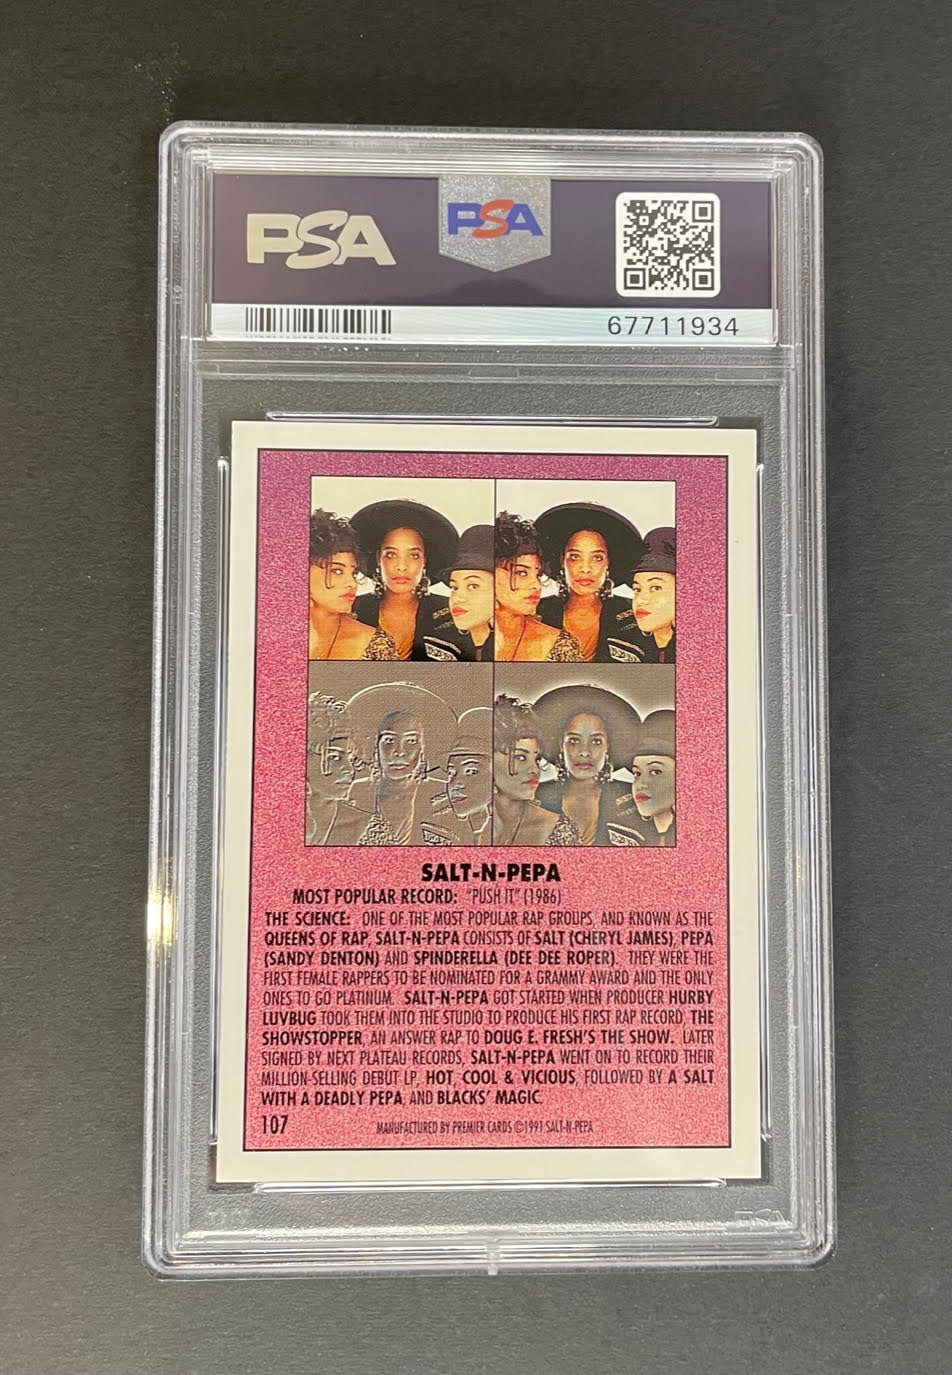 PSA
PSA
67711934
SALT-N-PEPA
MOST POPULAR RECORD: "PUSH IT" (1986)
THE SCIENCE: ONE OF THE MOST POPULAR RAP GROUPS, AND KNOWN AS THE
QUEENS OF RAP, SALT-N-PEPA CONSISTS OF SALT (CHERYL JAMES), PEPA
(SANDY DENTON) AND SPINDERELLA (DEE DEE ROPER). THEY WERE THE
FIRST FEMALE RAPPERS TO BE NOMINATED FOR A GRAMMY AWARD AND THE ONLY
ONES TO GO PLATINUM. SALT-N-PEPA GOT STARTED WHEN PRODUCER HURBY
LUVBUG TOOK THEM INTO THE STUDIO TO PRODUCE HIS FIRST RAP RECORD, THE
SHOWSTOPPER, AN ANSWER RAP TO DOUG E. FRESH'S THE SHOW. LATER
SIGNED BY NEXT PLATEAU RECORDS, SALT-N-PEPA WENT ON TO RECORD THEIR
MILLION-SELLING DEBUT LP, HOT, COOL & VICIOUS, FOLLOWED BY A SALT
WITH A DEADLY PEPA, AND BLACKS' MAGIC.
107
MANUFACTURED BY PREMIER CARDS ©1991 SALT-N-PEPA
PSA